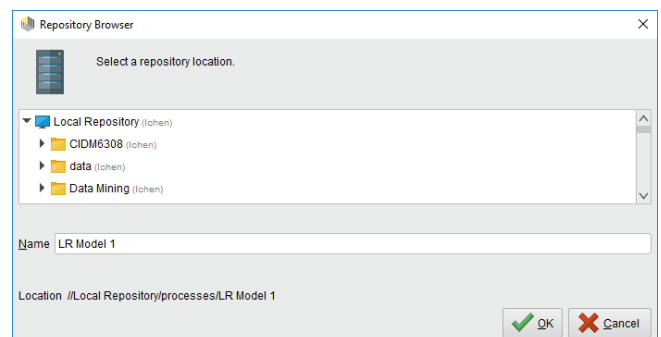 Repository Browser
Select a repository location.
Local Repository (lchen)
CIDM6308 (lchen)
data (lchen)
Data Mining (lchen)
Name LR Model 1
Location //Local Repository/processes/LR Model 1
OK Cancel